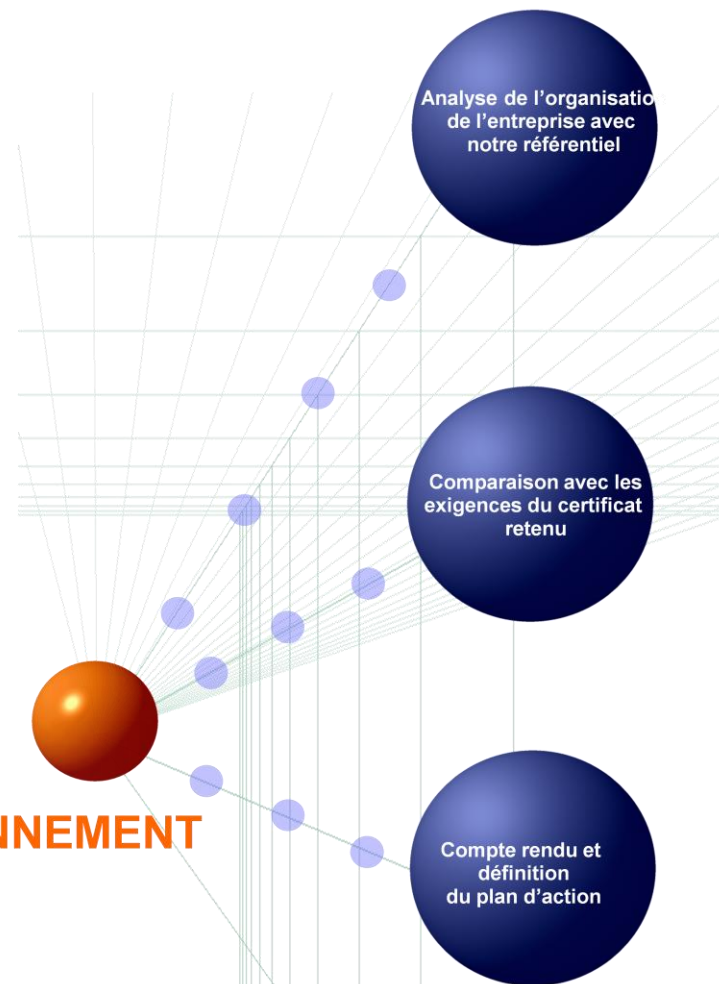 Analyse de l'organisatio
de l'entreprise avec
notre référentiel
Comparaison avec les
exigences du certificat
retenu
NNEMENT
Compte rendu et
définition
du plan d'action